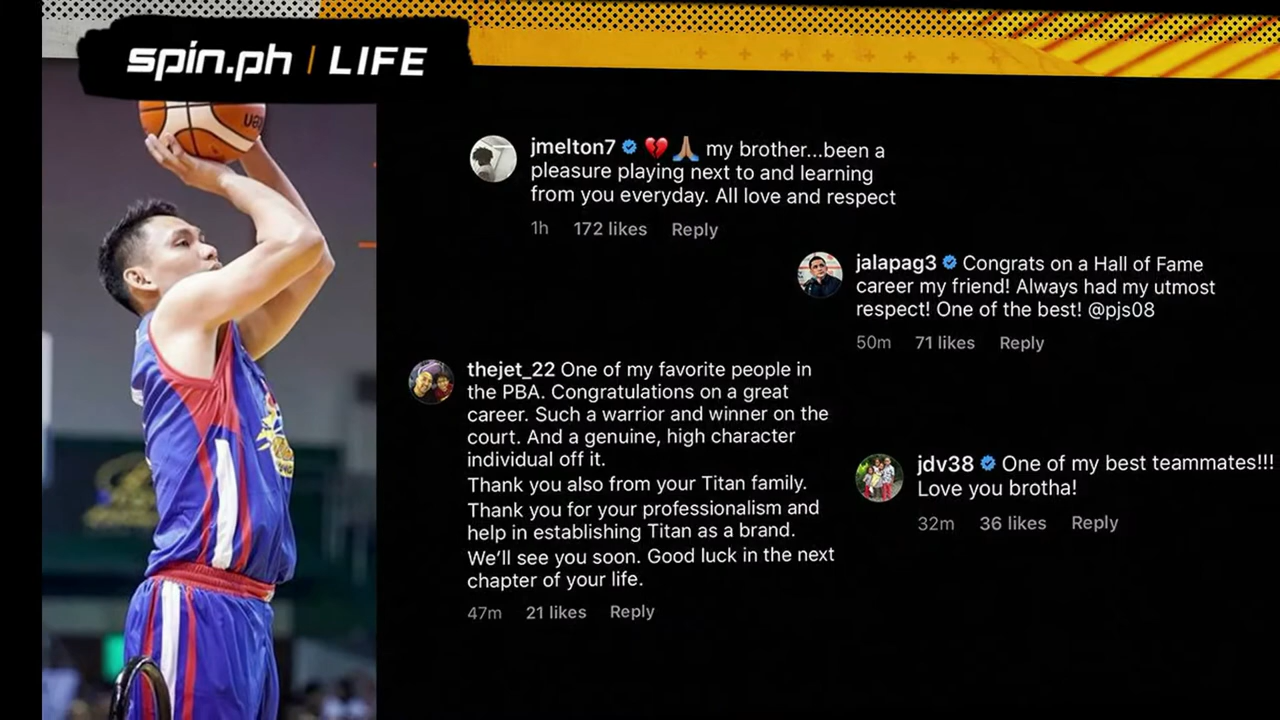 spin.ph | LIFE
jmelton7 💔 🙏🏽 my brother...been a
pleasure playing next to and learning
from you everyday. All love and respect
1h 172 likes Reply
jalapag3 Congrats on a Hall of Fame
career my friend! Always had my utmost
respect! One of the best! @pjs08
50m 71 likes Reply
thejet_22 One of my favorite people in
the PBA. Congratulations on a great
career. Such a warrior and winner on the
court. And a genuine, high character
individual off it.
Thank you also from your Titan family.
Thank you for your professionalism and
help in establishing Titan as a brand.
We’ll see you soon. Good luck in the next
chapter of your life.
47m 21 likes Reply
jdv38 One of my best teammates!!!
Love you brotha!
32m 36 likes Reply